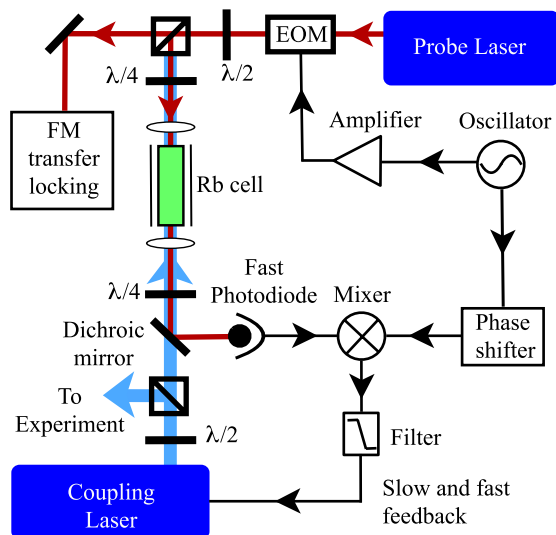 EOM
Probe Laser
λ/4
λ/2
Amplifier
Oscillator
FM
transfer
locking
Rb cell
λ/4
Fast
Photodiode
Mixer
Dichroic
mirror
Phase
shifter
To
Experiment
λ/2
Filter
Coupling
Laser
Slow and fast
feedback